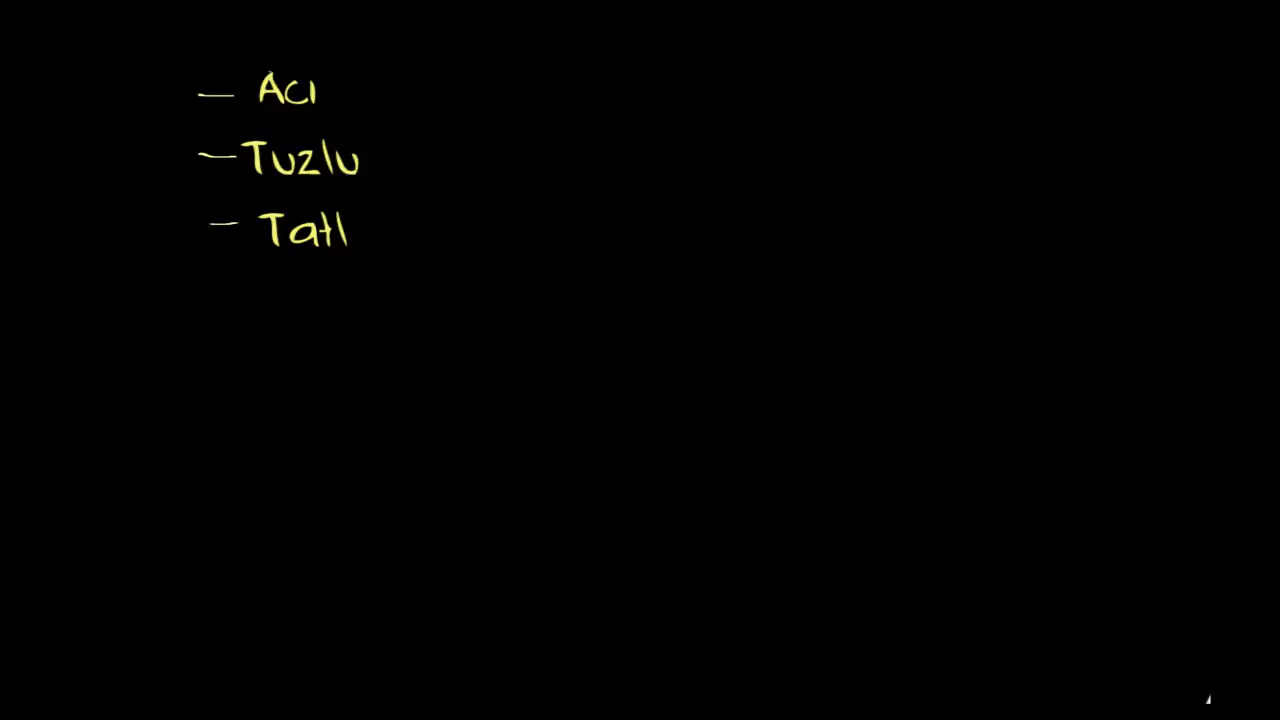 — Acı
— Tuzlu
— Tatl